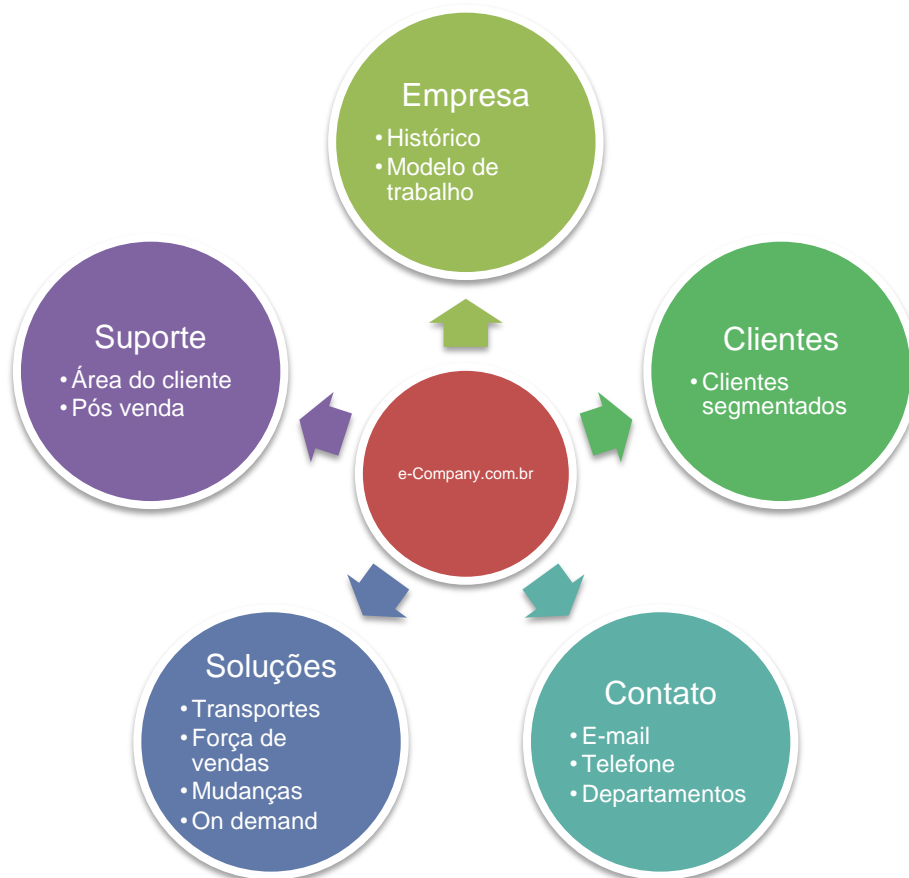 Empresa
• Histórico
• Modelo de
trabalho
Suporte
• Área do cliente
• Pós venda
Clientes
• Clientes
segmentados
e-Company.com.br
Soluções
• Transportes
• Força de
vendas
• Mudanças
• On demand
Contato
• E-mail
• Telefone
• Departamentos